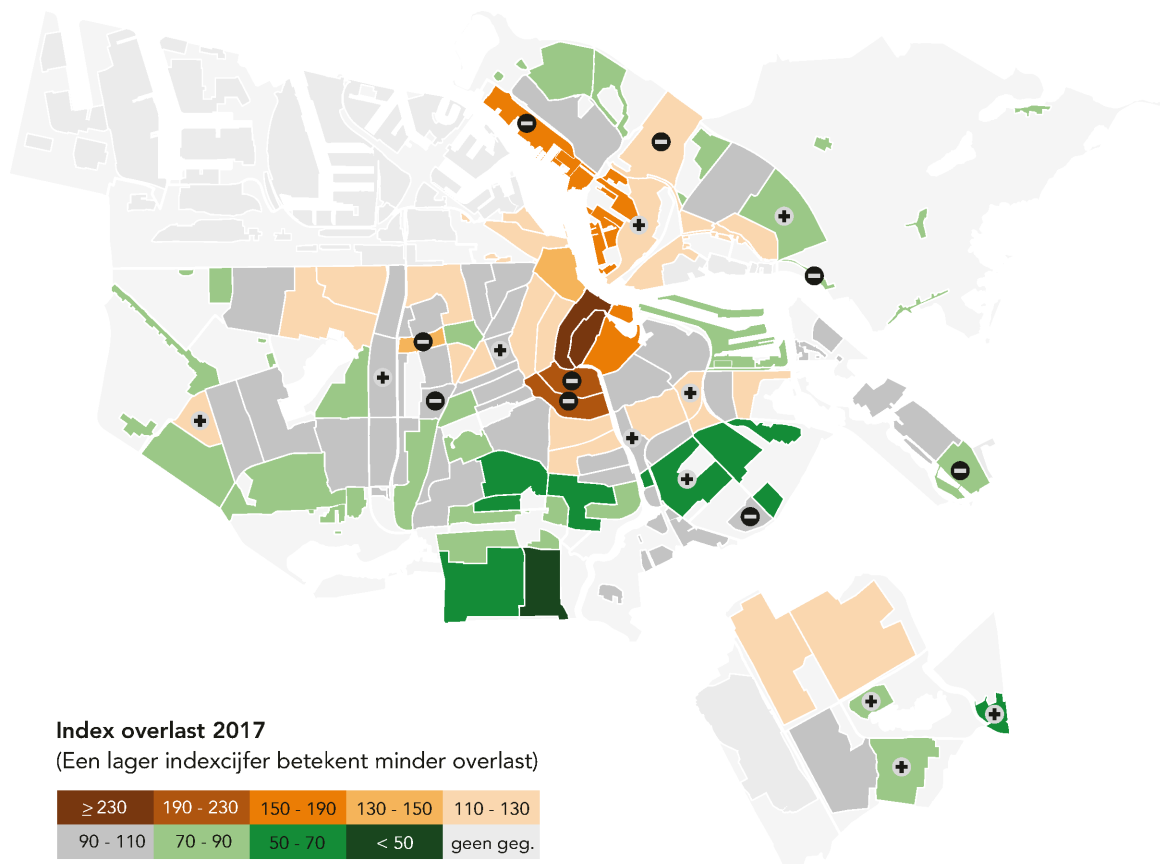 Index overlast 2017
(Een lager indexcijfer betekent minder overlast)
≥ 230 190 - 230 150 - 190 130 - 150 110 - 130
90 - 110 70 - 90 50 - 70 < 50 geen geg.